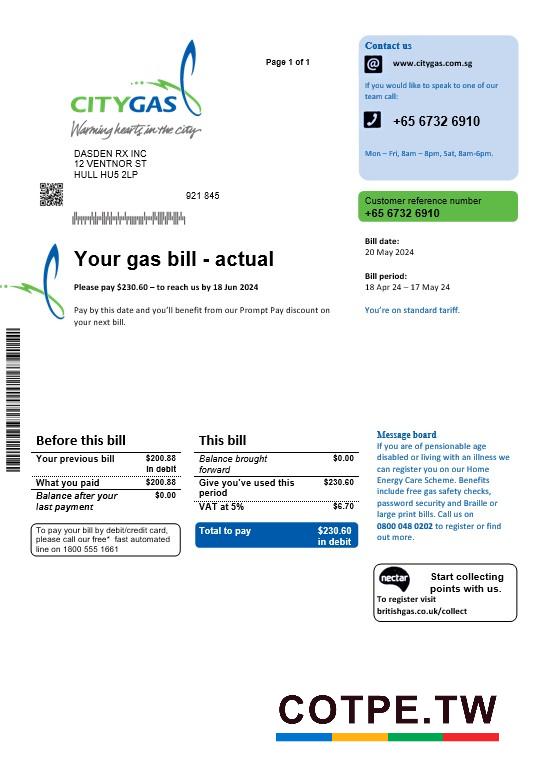 Page 1 of 1
CITYGAS
Warming hearts in the city
DASDEN RX INC
12 VENTNOR ST
HULL HU5 2LP
921 845
Contact us
@ www.citygas.com.sg
If you would like to speak to one of our
team call:
+65 6732 6910
Mon – Fri, 8am – 8pm, Sat, 8am-6pm.
Customer reference number
+65 6732 6910
Bill date:
20 May 2024
Bill period:
18 Apr 24 – 17 May 24
You're on standard tariff.
Your gas bill - actual
Please pay $230.60 – to reach us by 18 Jun 2024
Pay by this date and you'll benefit from our Prompt Pay discount on
your next bill.
Before this bill
Your previous bill $200.88
in debit
What you paid $200.88
Balance after your $0.00
last payment
To pay your bill by debit/credit card,
please call our free* fast automated
line on 1800 555 1661
This bill
Balance brought $0.00
forward
Give you've used this $230.60
period
VAT at 5% $6.70
Total to pay $230.60
in debit
Message board
If you are of pensionable age
disabled or living with an illness we
can register you on our Home
Energy Care Scheme. Benefits
include free gas safety checks,
password security and Braille or
large print bills. Call us on
0800 048 0202 to register or find
out more.
nectar
Start collecting
points with us.
To register visit
britishgas.co.uk/collect
COTPE.TW